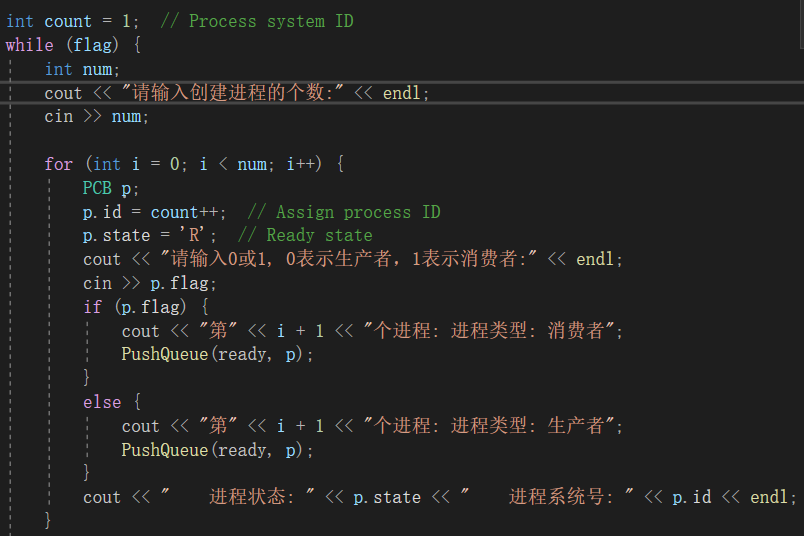 int count = 1;  // Process system ID
while (flag) {
    int num;
    cout << "请输入创建进程的个数:" << endl;
    cin >> num;

    for (int i = 0; i < num; i++) {
        PCB p;
        p.id = count++;  // Assign process ID
        p.state = 'R';  // Ready state
        cout << "请输入0或1, 0表示生产者，1表示消费者:" << endl;
        cin >> p.flag;
        if (p.flag) {
            cout << "第" << i + 1 << "个进程: 进程类型: 消费者";
            PushQueue(ready, p);
        }
        else {
            cout << "第" << i + 1 << "个进程: 进程类型: 生产者";
            PushQueue(ready, p);
        }
        cout << "    进程状态: " << p.state << "    进程系统号: " << p.id << endl;
    }